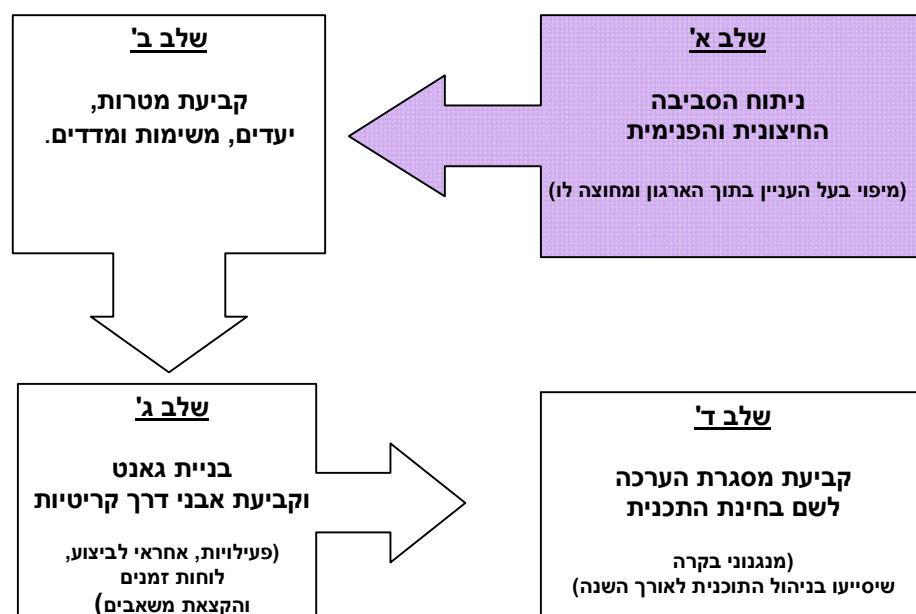 שלב א'
ניתוח הסביבה
החיצונית והפנימית
(מיפוי בעל העניין בתוך הארגון ומחוצה לו)
שלב ב'
קביעת מטרות,
יעדים, משימות ומדדים.
שלב ג'
בניית גאנט
וקביעת אבני דרך קריטיות
(פעילויות, אחראי לביצוע,
לוחות זמנים
והקצאת משאבים)
שלב ד'
קביעת מסגרת הערכה
לשם בחינת התכנית
(מנגנוני בקרה
שיסייעו בניהול התוכנית לאורך השנה)